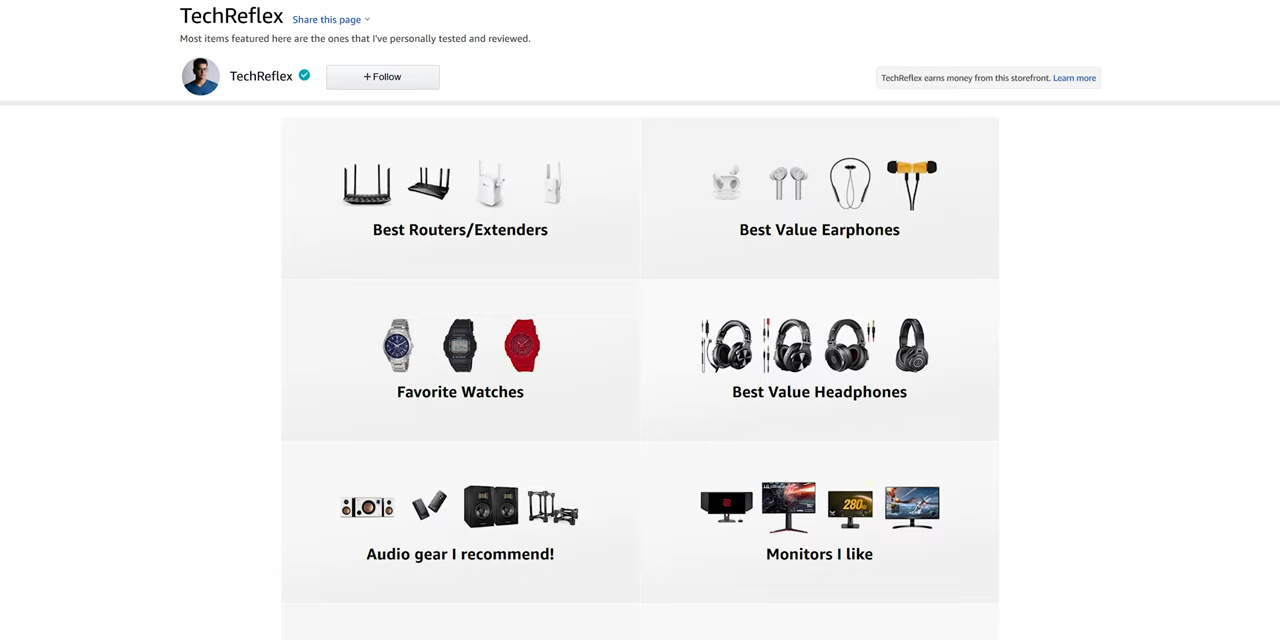 TechReflex Share this page
Most items featured here are the ones that I've personally tested and reviewed.
TechReflex + Follow TechReflex earns money from this storefront. Learn more
Best Routers/Extenders Best Value Earphones
Favorite Watches Best Value Headphones
280
Audio gear I recommend! Monitors I like